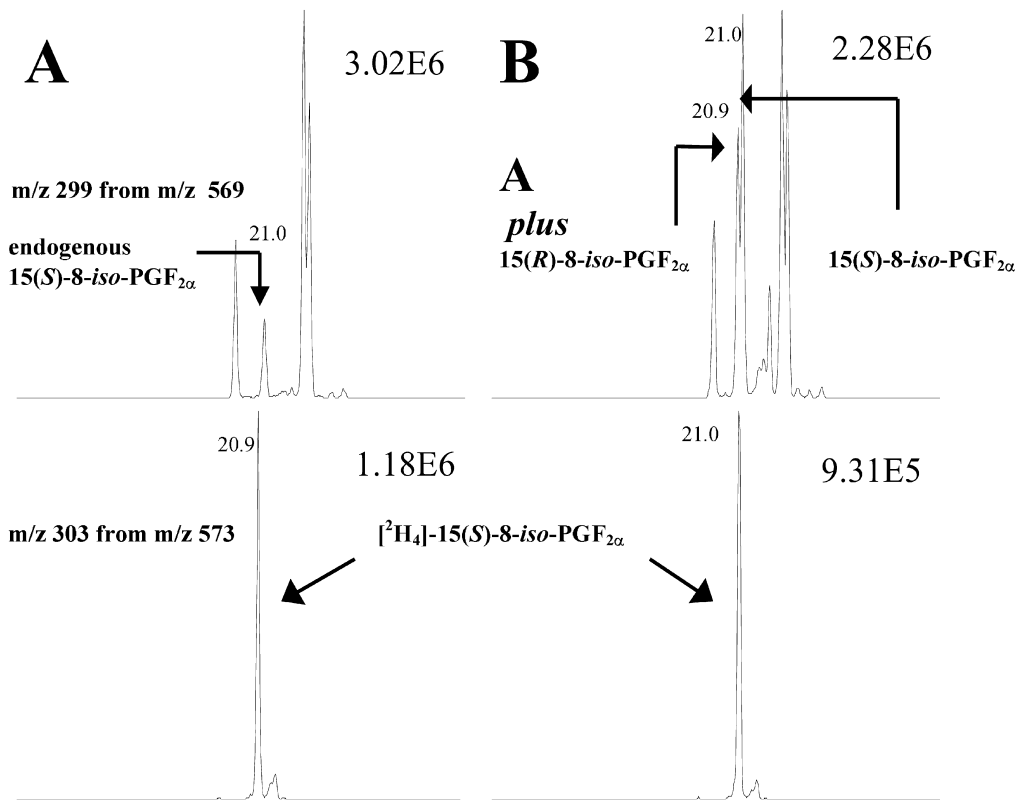 A
3.02E6
m/z 299 from m/z 569
endogenous
21.0
15(S)-8-iso-PGF2α
B
21.0
2.28E6
20.9
A
plus
15(R)-8-iso-PGF2α
15(S)-8-iso-PGF2α
20.9
1.18E6
m/z 303 from m/z 573
[²H₄]-15(S)-8-iso-PGF2α
21.0
9.31E5